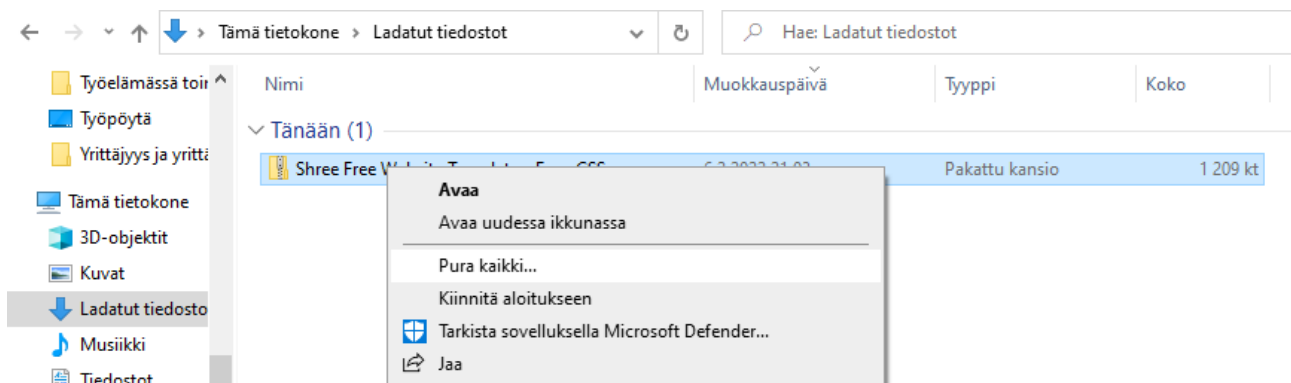 Tämä tietokone > Ladatut tiedostot
Hae: Ladatut tiedostot
Työelämässä toir
Työpöytä
Yrittäjyys ja yrittä
Tämä tietokone
3D-objektit
Kuvat
Ladatut tiedosto
Musiikki
Tiedostot
Nimi Muokkauspäivä Tyyppi Koko
Tänään (1)
Shree Free Pakattu kansio 1 209 kt
Avaa
Avaa uudessa ikkunassa
Pura kaikki...
Kiinnitä aloitukseen
Tarkista sovelluksella Microsoft Defender...
Jaa